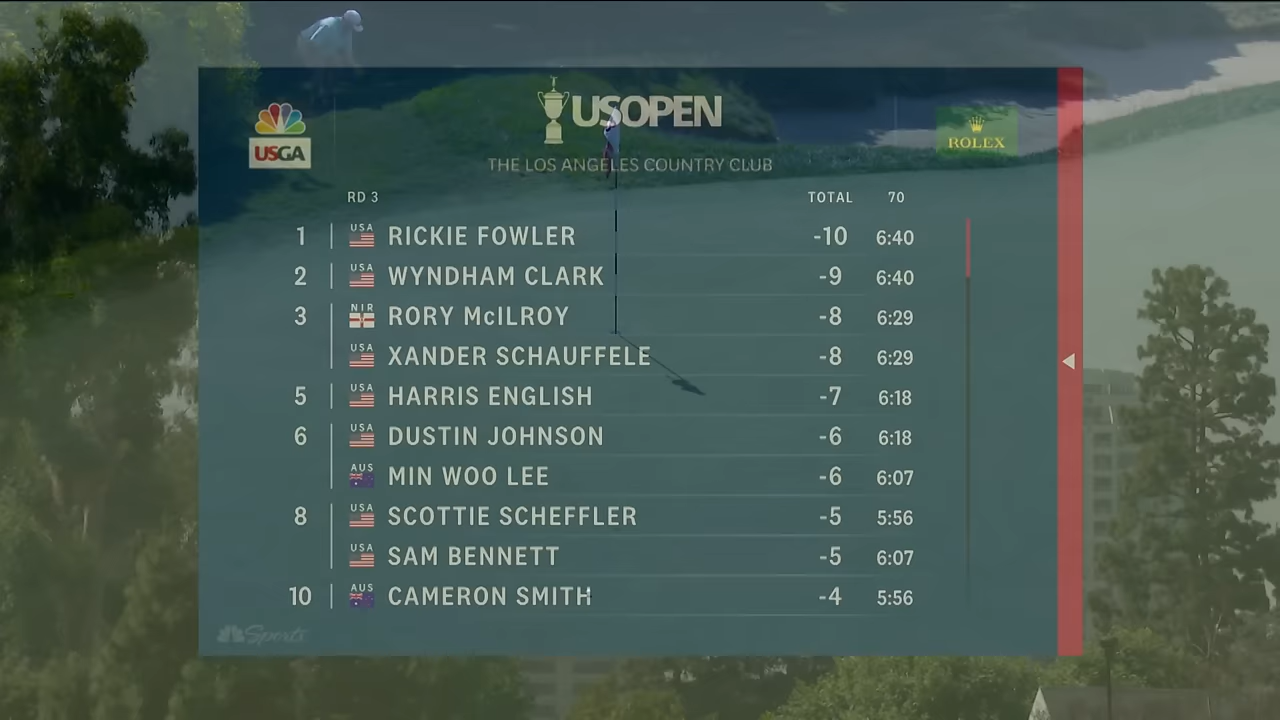 US OPEN
USGA
ROLEX
THE LOS ANGELES COUNTRY CLUB
RD 3 TOTAL 70
1 USA RICKIE FOWLER -10 6:40
2 USA WYNDHAM CLARK -9 6:40
3 NIR RORY McILROY -8 6:29
USA XANDER SCHAUFFELE -8 6:29
5 USA HARRIS ENGLISH -7 6:18
6 USA DUSTIN JOHNSON -6 6:18
AUS MIN WOO LEE -6 6:07
8 USA SCOTTIE SCHEFFLER -5 5:56
USA SAM BENNETT -5 6:07
10 AUS CAMERON SMITH -4 5:56
Sports